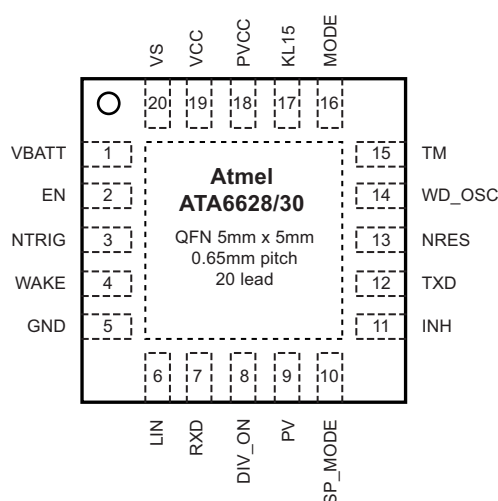 VS
VCC
PVCC
KL15
MODE
20
19
18
17
16
VBATT 1
EN 2
NTRIG 3
WAKE 4
GND 5
Atmel
ATA6628/30
QFN 5mm x 5mm
0.65mm pitch
20 lead
15 TM
14 WD_OSC
13 NRES
12 TXD
11 INH
6
7
8
9
10
LIN
RXD
DIV_ON
PV
SP_MODE